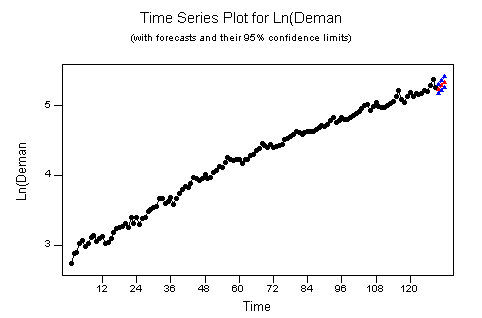 Time Series Plot for Ln(Deman
(with forecasts and their 95% confidence limits)
5
4
3
Ln(Deman
12 24 36 48 60 72 84 96 108 120
Time